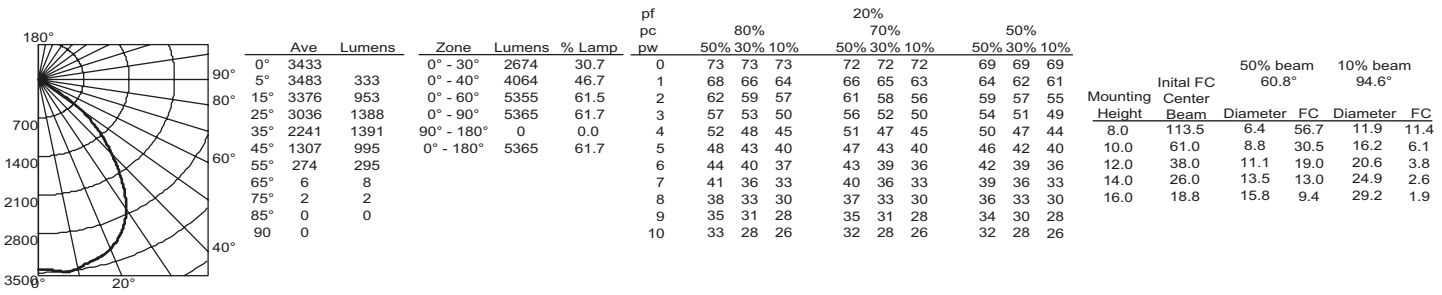 180°
90°
80°
700
1400
60°
2100
2800
40°
3500
0°
20°
Ave Lumens
0° 3433
5° 3483 333
15° 3376 953
25° 3036 1388
35° 2241 1391
45° 1307 995
55° 274 295
65° 6 8
75° 2 2
85° 0 0
90 0
Zone Lumens % Lamp
0° - 30° 2674 30.7
0° - 40° 4064 46.7
0° - 60° 5355 61.5
0° - 90° 5365 61.7
90° - 180° 0 0.0
0° - 180° 5365 61.7
pf 20%
pc 80% 70% 50%
pw 50% 30% 10% 50% 30% 10% 50% 30% 10%
0 73 73 73 72 72 72 69 69 69
1 68 66 64 66 65 63 64 62 61
2 62 59 57 61 58 56 59 57 55
3 57 53 50 56 52 50 54 51 49
4 52 48 45 51 47 45 50 47 44
5 48 43 40 47 43 40 46 42 40
6 44 40 37 43 39 36 42 39 36
7 41 36 33 40 36 33 39 36 33
8 38 33 30 37 33 30 36 33 30
9 35 31 28 35 31 28 34 30 28
10 33 28 26 32 28 26 32 28 26
50% beam 10% beam
Inital FC 60.8° 94.6°
Mounting Center
Height Beam Diameter FC Diameter FC
8.0 113.5 6.4 56.7 11.9 11.4
10.0 61.0 8.8 30.5 16.2 6.1
12.0 38.0 11.1 19.0 20.6 3.8
14.0 26.0 13.5 13.0 24.9 2.6
16.0 18.8 15.8 9.4 29.2 1.9